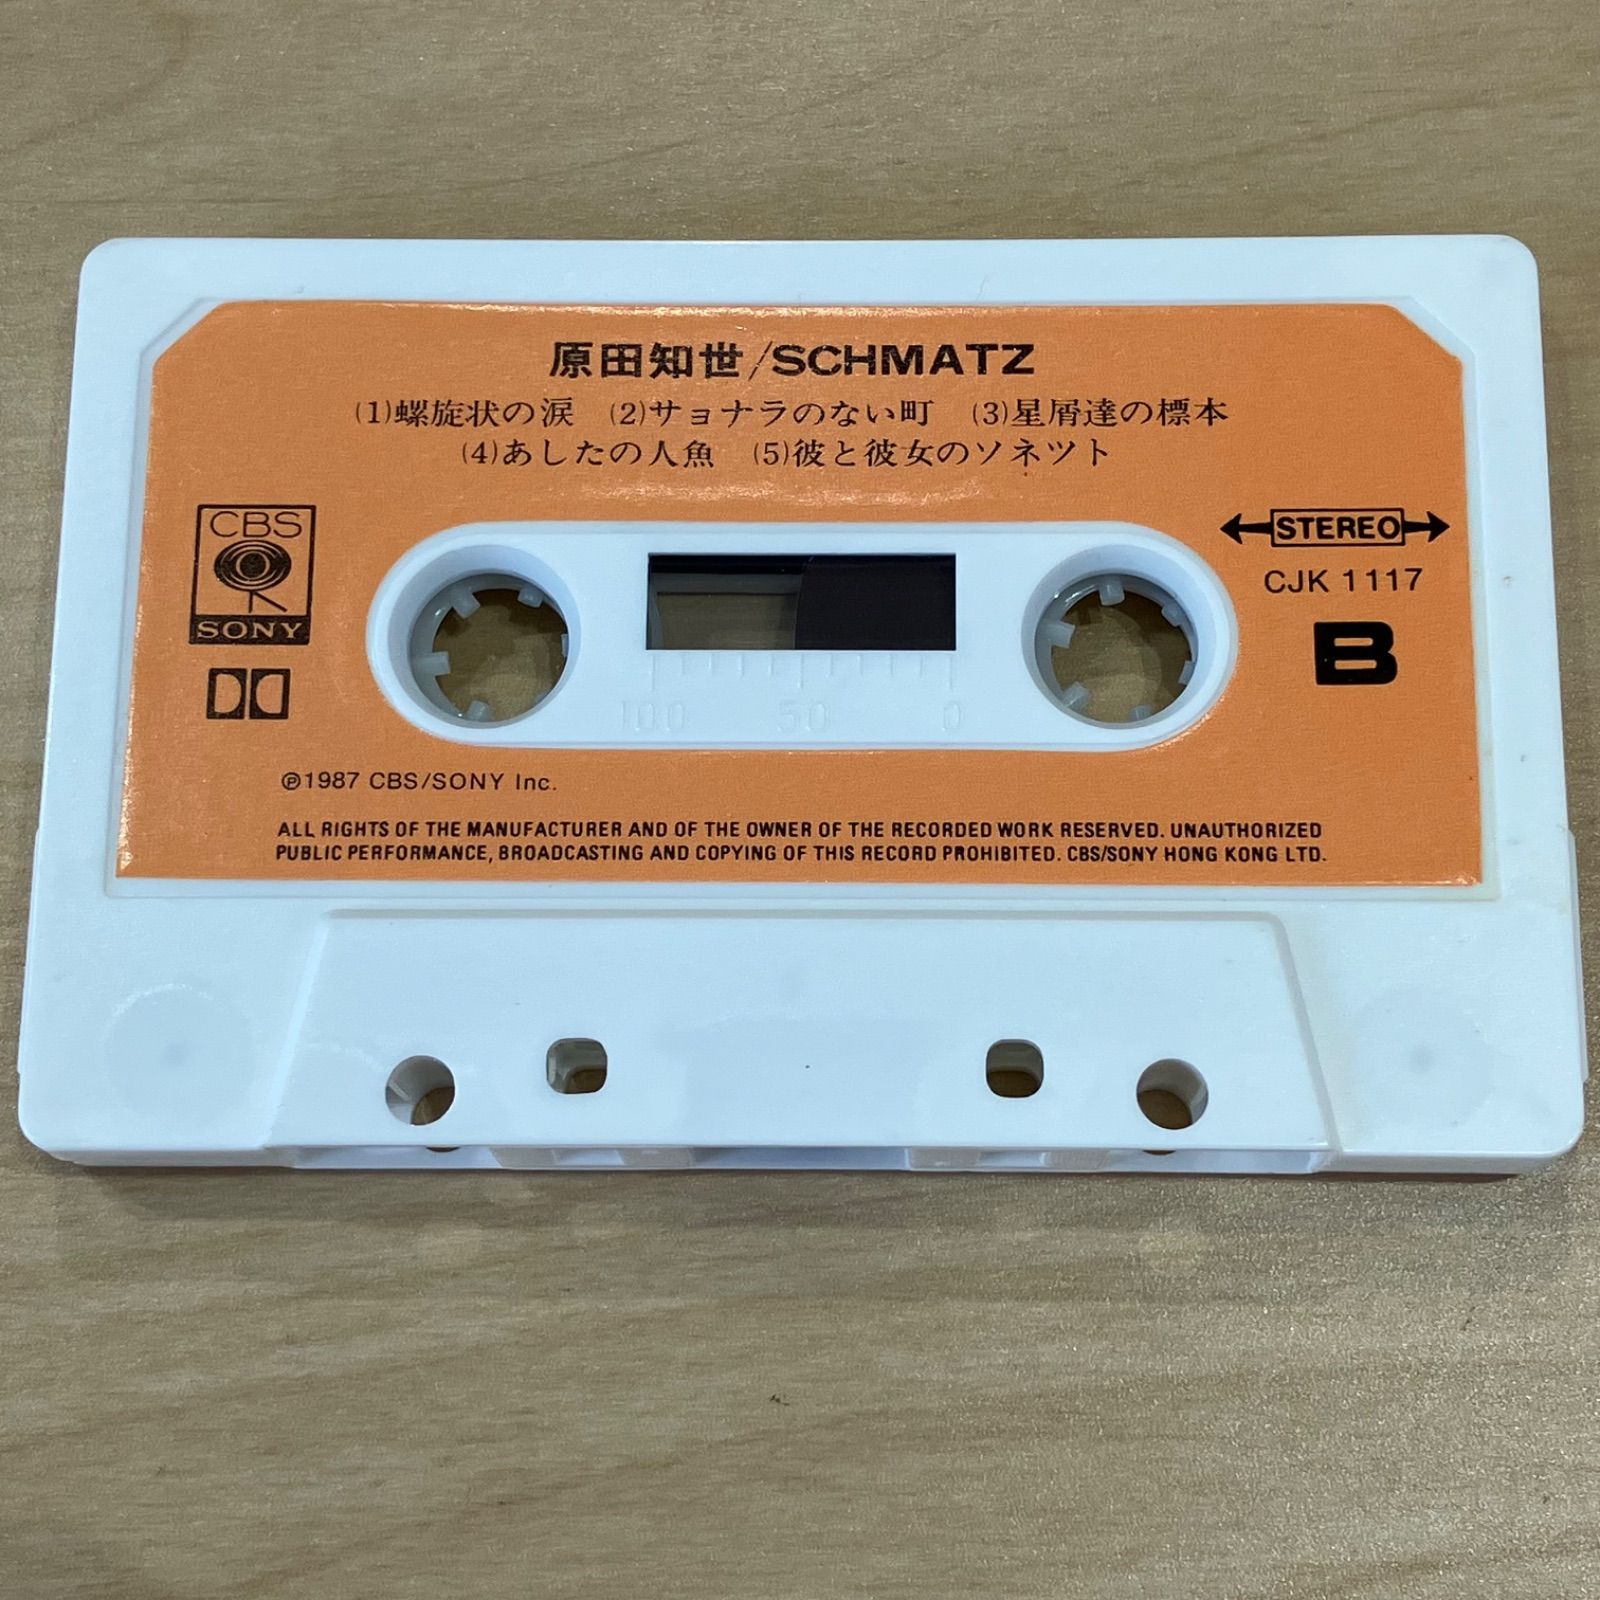 原田知世/SCHMATZ
(1)螺旋状の涙 (2)サヨナラのない町 (3)星屑達の標本
(4)あしたの人魚 (5)彼と彼女のソネツト
CBS
SONY
STEREO
CJK 1117
B
100 50 0
℗1987 CBS/SONY Inc.
ALL RIGHTS OF THE MANUFACTURER AND OF THE OWNER OF THE RECORDED WORK RESERVED. UNAUTHORIZED
PUBLIC PERFORMANCE, BROADCASTING AND COPYING OF THIS RECORD PROHIBITED. CBS/SONY HONG KONG LTD.